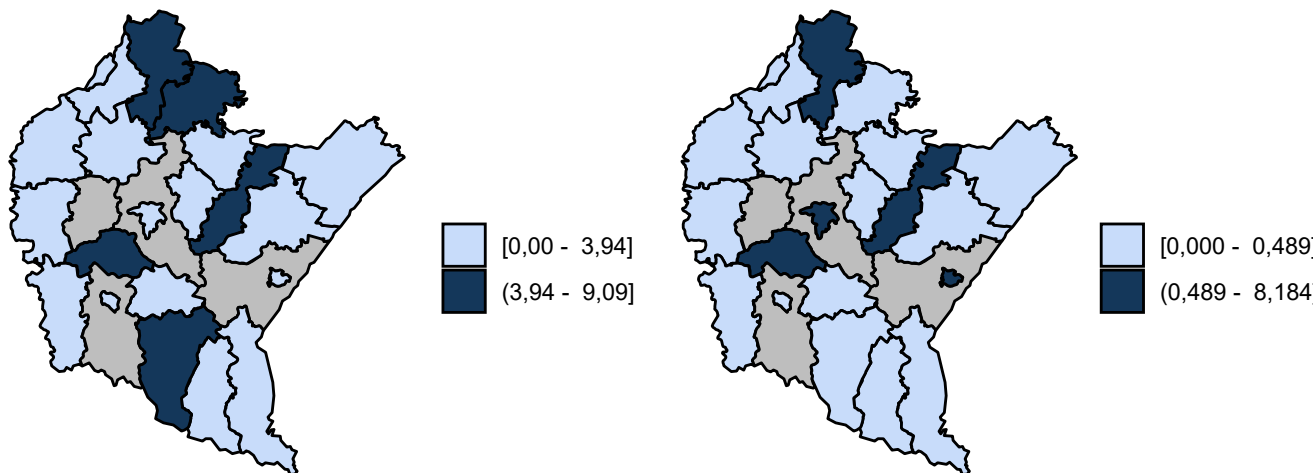 [0,00 - 3,94]
(3,94 - 9,09]
[0,000 - 0,489]
(0,489 - 8,184]